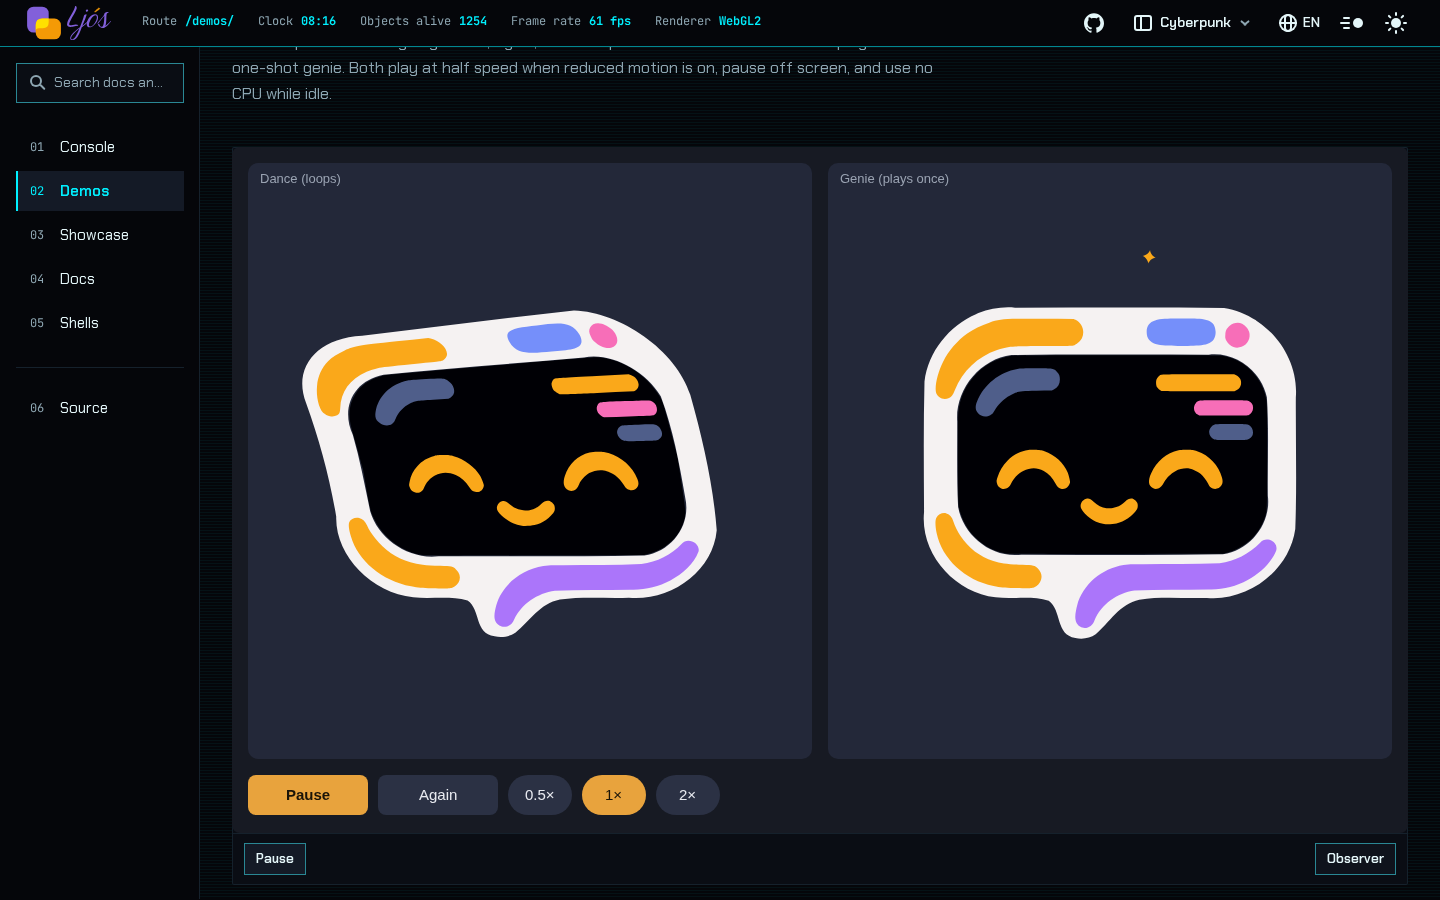 Ljós
Route /demos/ Clock 08:16 Objects alive 1254 Frame rate 61 fps Renderer WebGL2
Cyberpunk
EN
Search docs an...
01 Console
02 Demos
03 Showcase
04 Docs
05 Shells
06 Source
one-shot genie. Both play at half speed when reduced motion is on, pause off screen, and use no
CPU while idle.
Dance (loops)
Genie (plays once)
Pause Again 0.5× 1× 2×
Pause
Observer